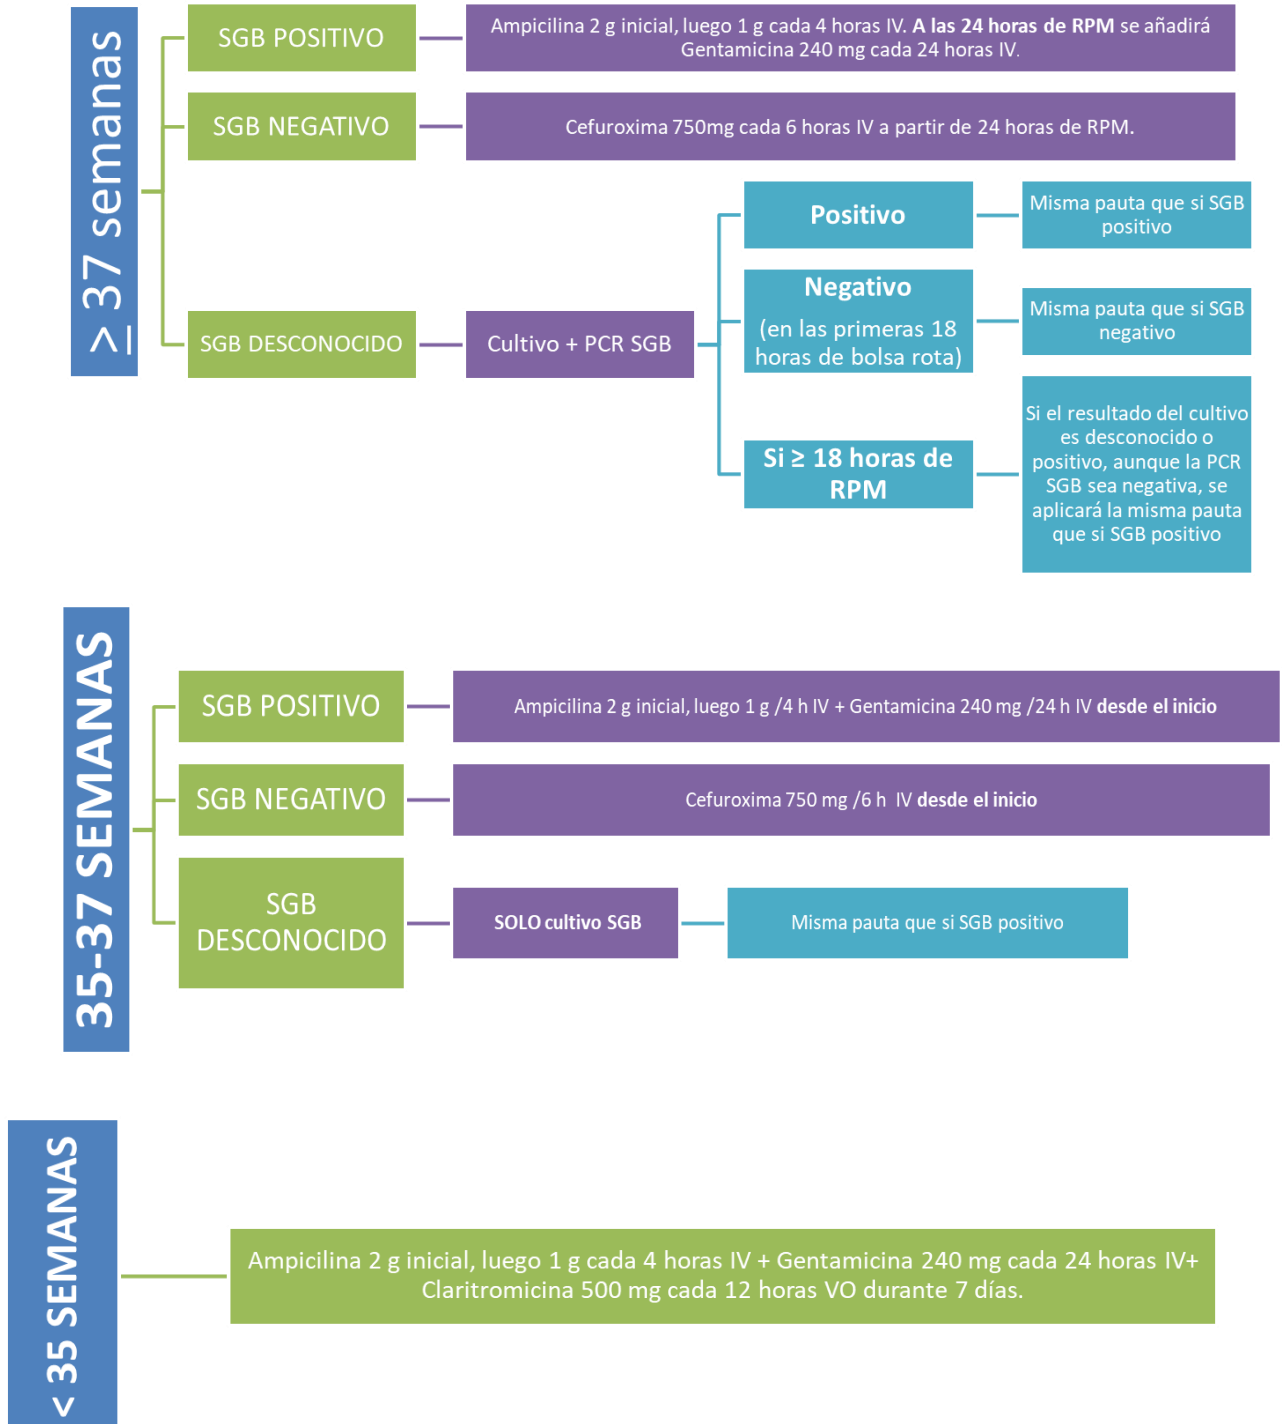 ≥ 37 semanas
SGB POSITIVO
Ampicilina 2 g inicial, luego 1 g cada 4 horas IV. A las 24 horas de RPM se añadirá
Gentamicina 240 mg cada 24 horas IV.
SGB NEGATIVO
Cefuroxima 750mg cada 6 horas IV a partir de 24 horas de RPM.
SGB DESCONOCIDO
Cultivo + PCR SGB
Positivo
Misma pauta que si SGB
positivo
Negativo
(en las primeras 18
horas de bolsa rota)
Misma pauta que si SGB
negativo
Si ≥ 18 horas de
RPM
Si el resultado del cultivo
es desconocido o
positivo, aunque la PCR
SGB sea negativa, se
aplicará la misma pauta
que si SGB positivo
35-37 SEMANAS
SGB POSITIVO
Ampicilina 2 g inicial, luego 1 g /4 h IV + Gentamicina 240 mg /24 h IV desde el inicio
SGB NEGATIVO
Cefuroxima 750 mg /6 h IV desde el inicio
SGB
DESCONOCIDO
SOLO cultivo SGB
Misma pauta que si SGB positivo
< 35 SEMANAS
Ampicilina 2 g inicial, luego 1 g cada 4 horas IV + Gentamicina 240 mg cada 24 horas IV+
Claritromicina 500 mg cada 12 horas VO durante 7 días.